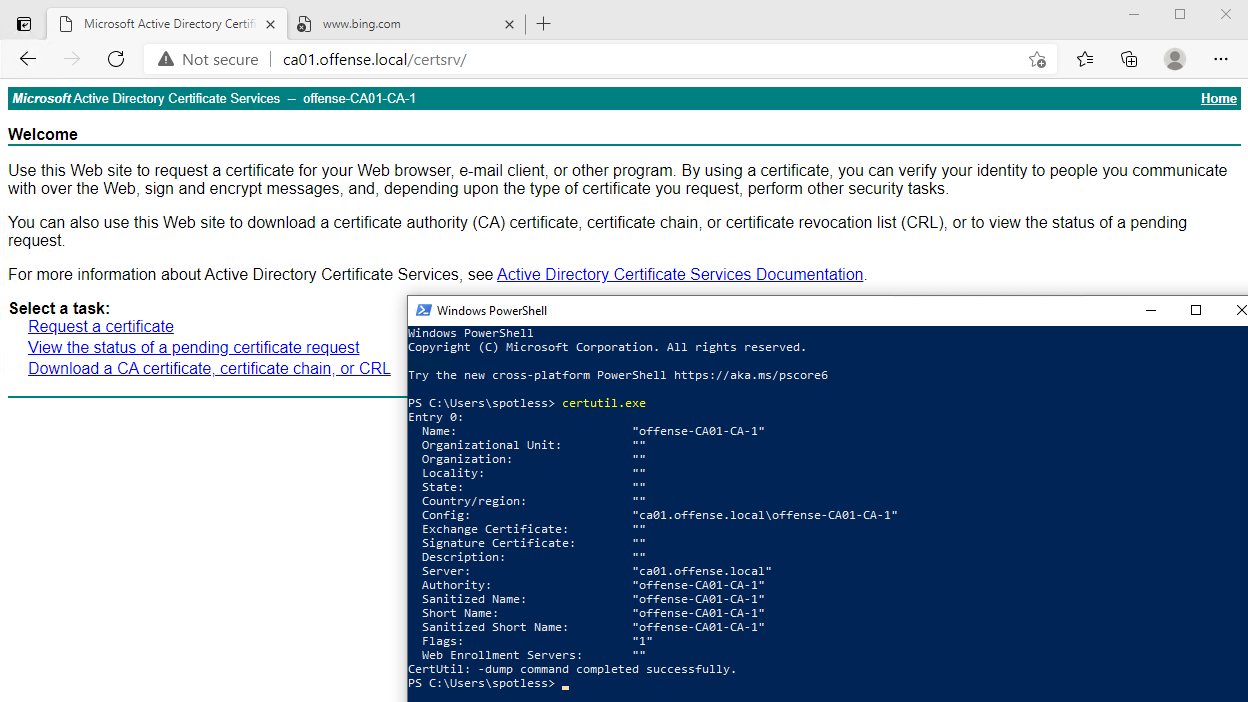 Microsoft Active Directory Certifi
www.bing.com
Not secure
ca01.offense.local/certsrv/
Microsoft Active Directory Certificate Services -- offense-CA01-CA-1
Home
Welcome
Use this Web site to request a certificate for your Web browser, e-mail client, or other program. By using a certificate, you can verify your identity to people you communicate
with over the Web, sign and encrypt messages, and, depending upon the type of certificate you request, perform other security tasks.
You can also use this Web site to download a certificate authority (CA) certificate, certificate chain, or certificate revocation list (CRL), or to view the status of a pending
request.
For more information about Active Directory Certificate Services, see Active Directory Certificate Services Documentation.
Select a task:
Request a certificate
View the status of a pending certificate request
Download a CA certificate, certificate chain, or CRL
Windows PowerShell
Windows PowerShell
Copyright (C) Microsoft Corporation. All rights reserved.
Try the new cross-platform PowerShell https://aka.ms/pscore6
PS C:\Users\spotless> certutil.exe
Entry 0:
Name: "offense-CA01-CA-1"
Organizational Unit: ""
Organization: ""
Locality: ""
State: ""
Country/region: ""
Config: "ca01.offense.local\offense-CA01-CA-1"
Exchange Certificate: ""
Signature Certificate: ""
Description: ""
Server: "ca01.offense.local"
Authority: "offense-CA01-CA-1"
Sanitized Name: "offense-CA01-CA-1"
Short Name: "offense-CA01-CA-1"
Sanitized Short Name: "offense-CA01-CA-1"
Flags: "1"
Web Enrollment Servers: ""
CertUtil: -dump command completed successfully.
PS C:\Users\spotless>